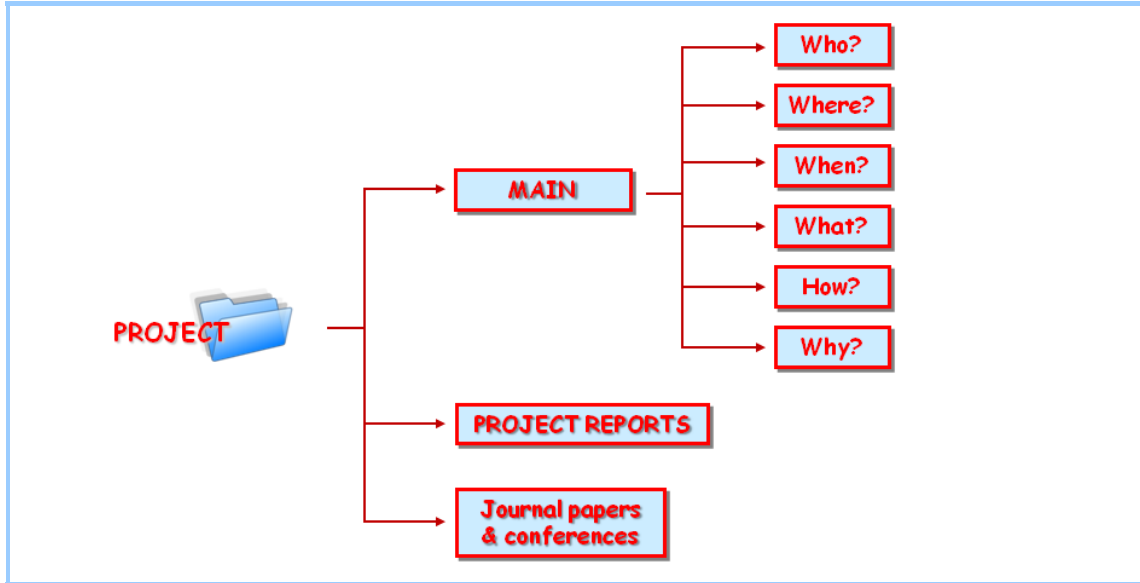 PROJECT
MAIN
Who?
Where?
When?
What?
How?
Why?
PROJECT REPORTS
Journal papers
& conferences